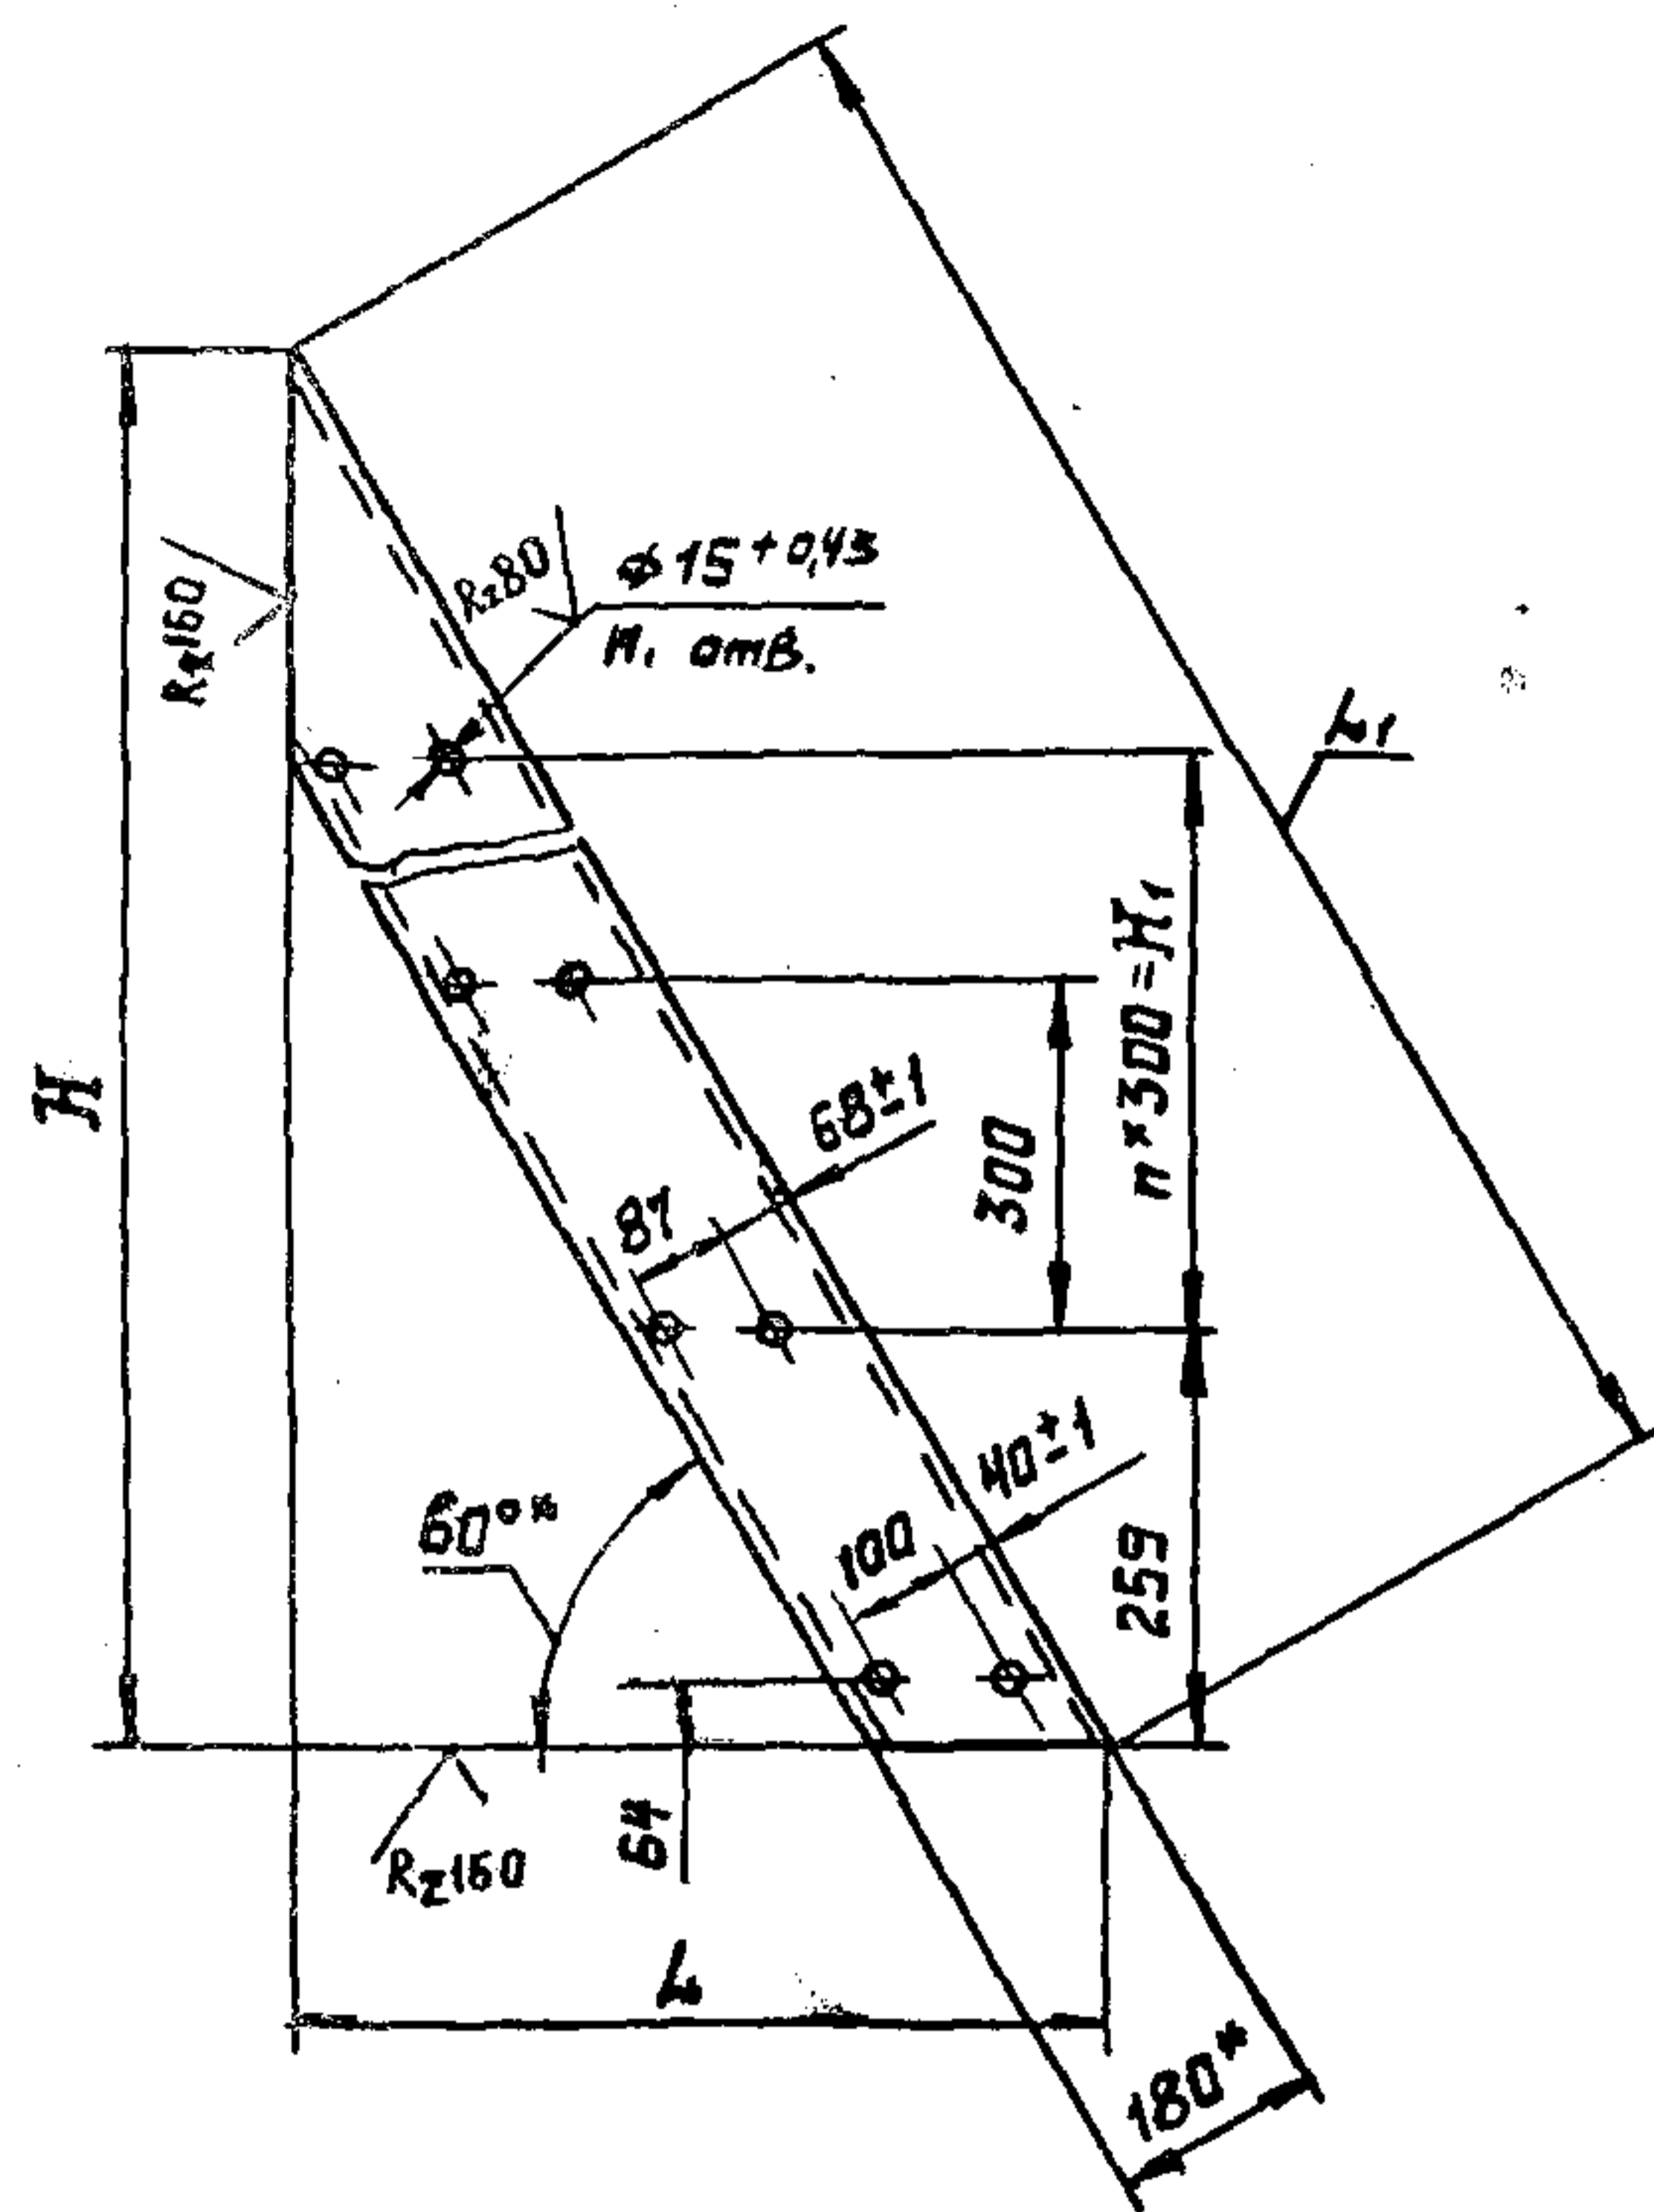 Rz160
Rz80
⌀15+0,43
n₁ отв.
L₁
H
n×300=H₁
300
68±1
87
60°*
40±1
100
259
64
Rz160
L
180*